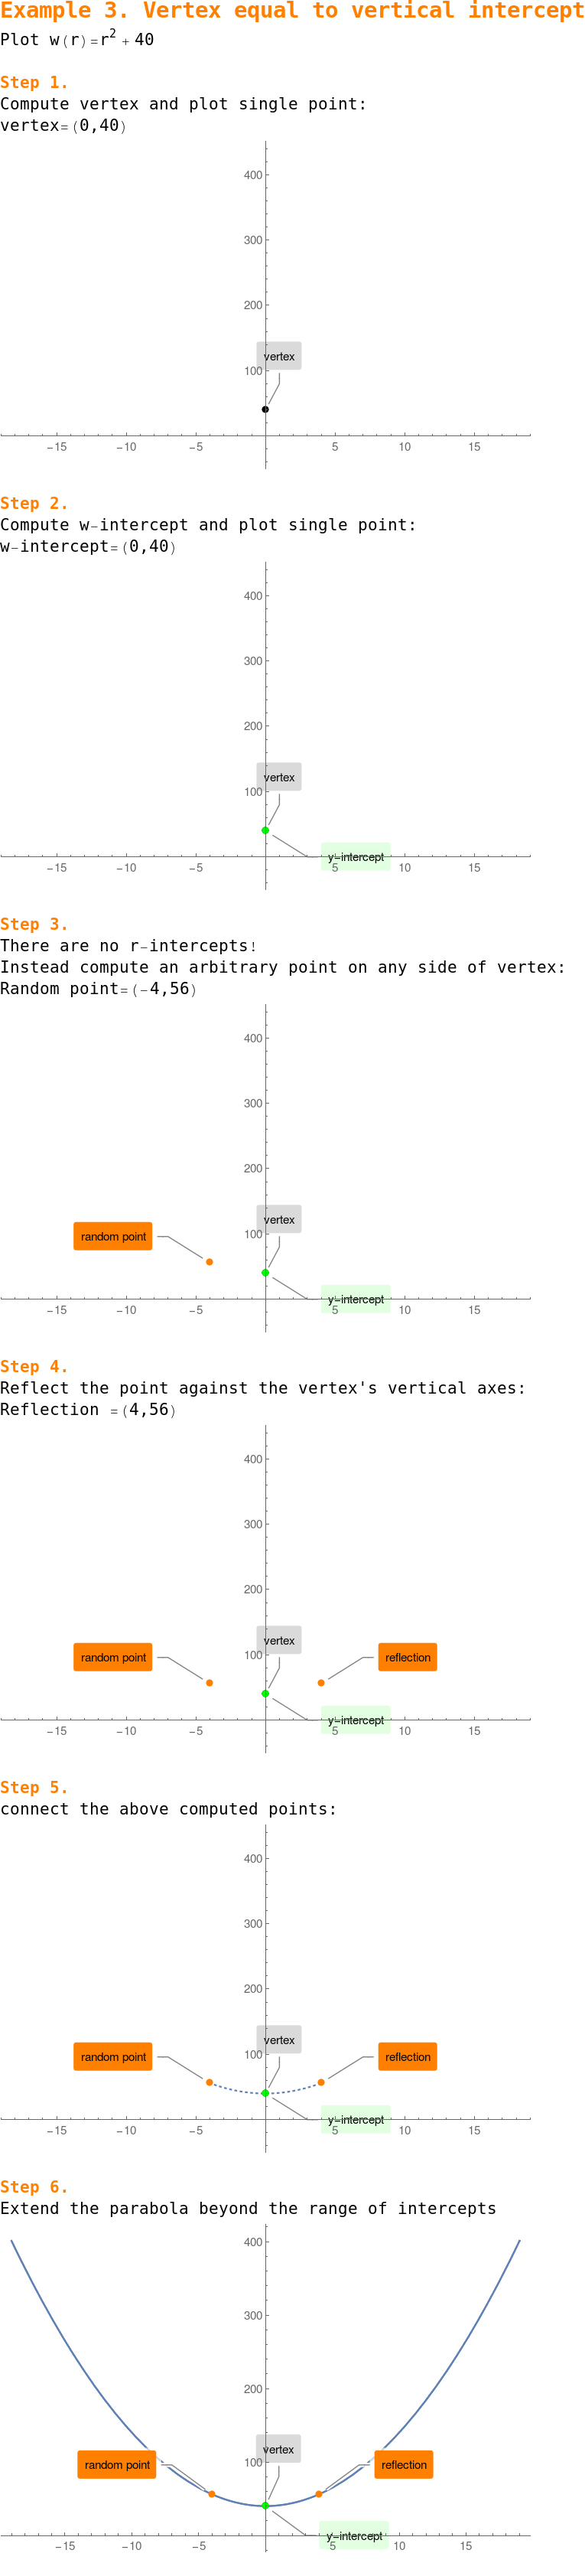 Example 3. Vertex equal to vertical intercept
Plot w(r)=r² + 40
Step 1.
Compute vertex and plot single point:
vertex=(0,40)
400
300
200
vertex
100
−15 −10 −5 5 10 15
Step 2.
Compute w-intercept and plot single point:
w-intercept=(0,40)
400
300
200
vertex
100
y−intercept
−15 −10 −5 5 10 15
Step 3.
There are no r-intercepts!
Instead compute an arbitrary point on any side of vertex:
Random point=(-4,56)
400
300
200
vertex
100
random point
y−intercept
−15 −10 −5 5 10 15
Step 4.
Reflect the point against the vertex's vertical axes:
Reflection =(4,56)
400
300
200
vertex
100
random point reflection
y−intercept
−15 −10 −5 5 10 15
Step 5.
connect the above computed points:
400
300
200
vertex
100
random point reflection
y−intercept
−15 −10 −5 5 10 15
Step 6.
Extend the parabola beyond the range of intercepts
400
300
200
vertex
100
random point reflection
y−intercept
−15 −10 −5 5 10 15